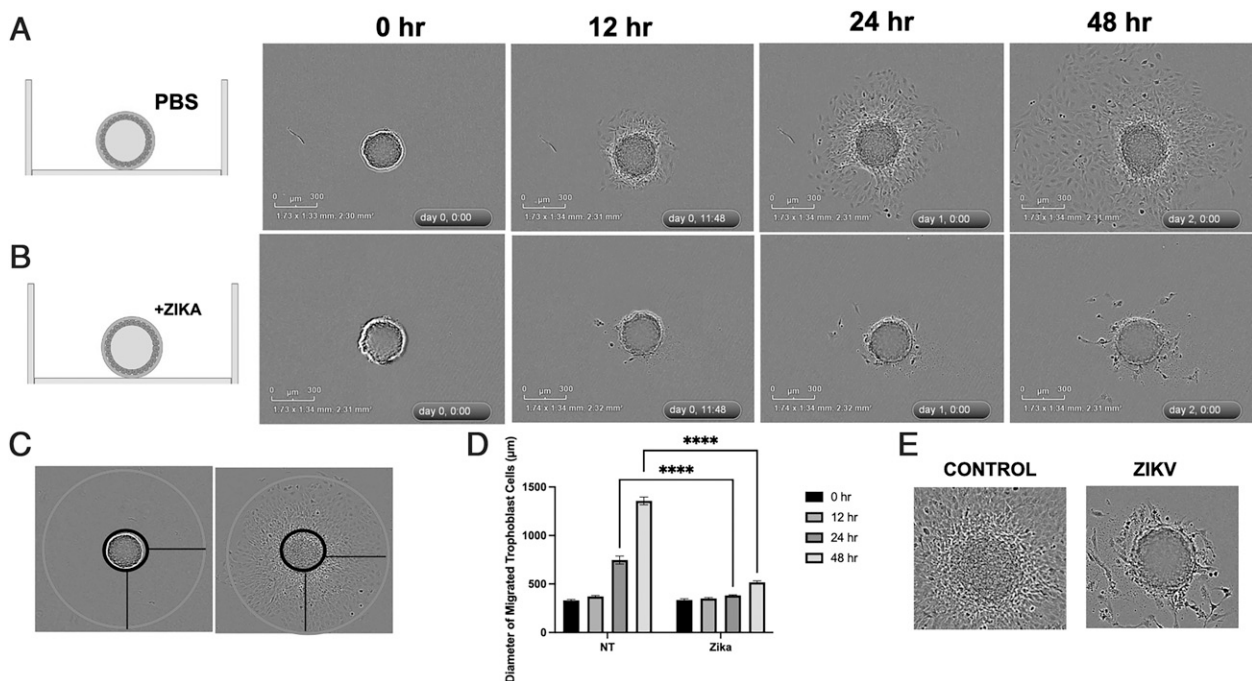 A
0 hr
12 hr
24 hr
48 hr
PBS
0 µm 300
1.73 x 1.33 mm: 2.30 mm²
day 0, 0:00
0 µm 300
1.73 x 1.34 mm: 2.31 mm²
day 0, 11:48
0 µm 300
1.73 x 1.34 mm: 2.31 mm²
day 1, 0:00
0 µm 300
1.73 x 1.34 mm: 2.31 mm²
day 2, 0:00
B
+ZIKA
0 µm 300
1.73 x 1.34 mm: 2.31 mm²
day 0, 0:00
0 µm 300
1.74 x 1.34 mm: 2.32 mm²
day 0, 11:48
0 µm 300
1.74 x 1.34 mm: 2.32 mm²
day 1, 0:00
0 µm 300
1.73 x 1.34 mm: 2.31 mm²
day 2, 0:00
C
D
Diameter of Migrated Trophoblast Cells (µm)
1500
1000
500
0
****
****
NT
Zika
0 hr
12 hr
24 hr
48 hr
E
CONTROL
ZIKV